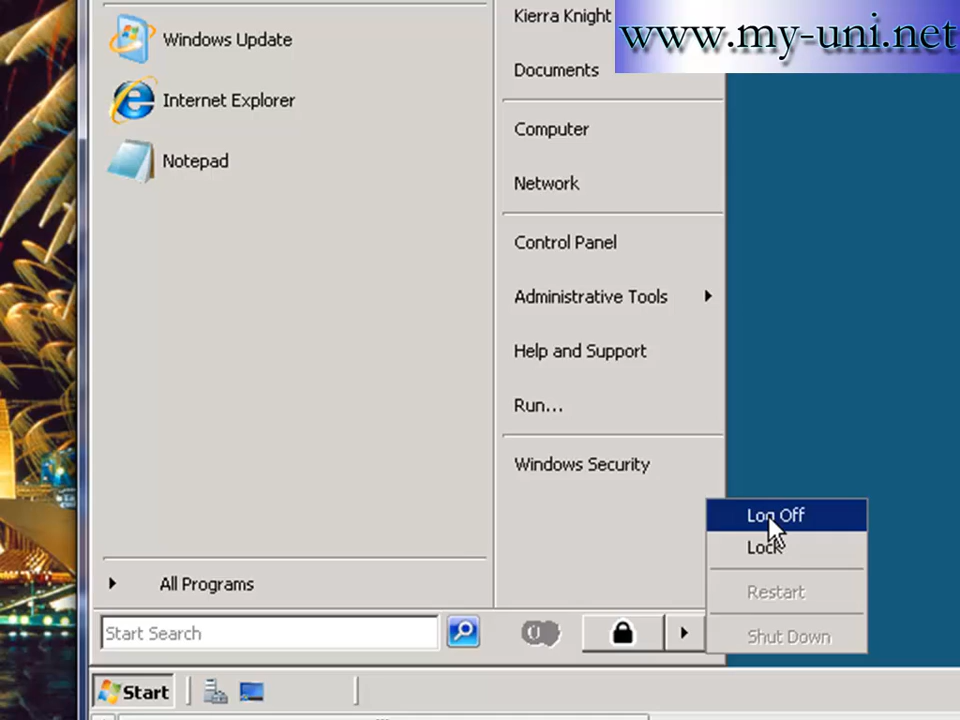 www.my-uni.net
Windows Update
Internet Explorer
Notepad
All Programs
Start Search
Kierra Knight
Documents
Computer
Network
Control Panel
Administrative Tools
Help and Support
Run...
Windows Security
Log Off
Lock
Restart
Shut Down
Start